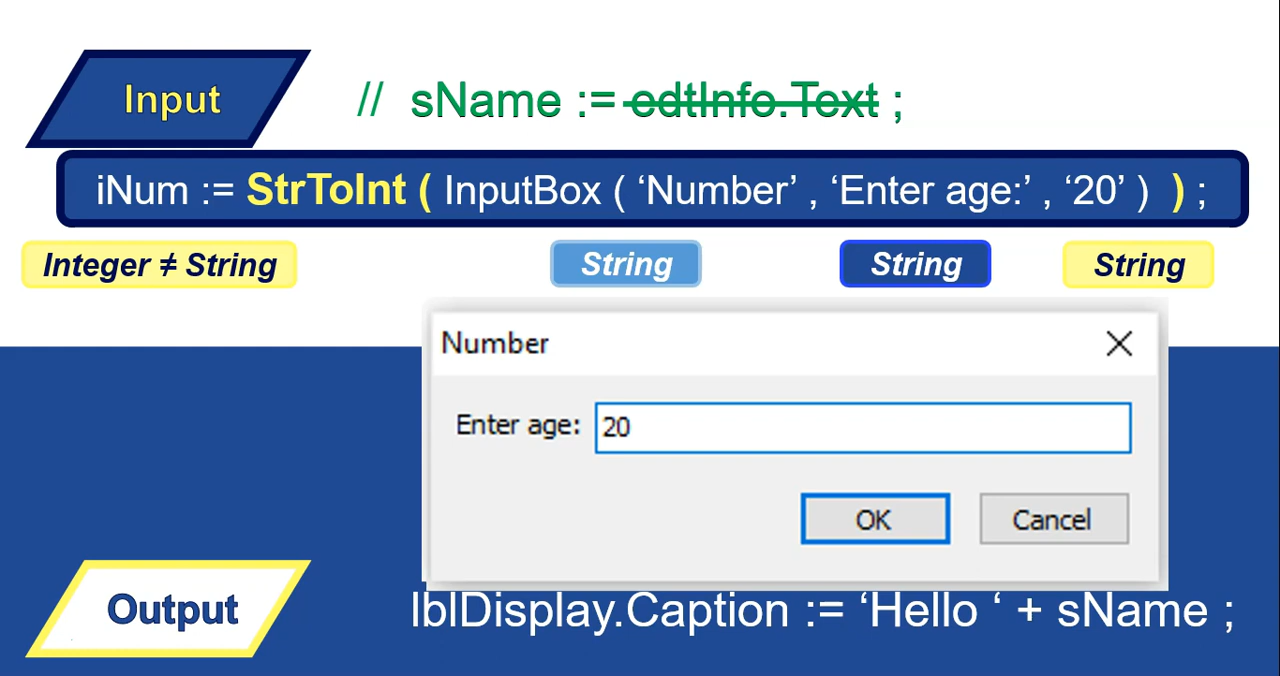 Input
// sName := edtInfo.Text ;
iNum := StrToInt ( InputBox ( ‘Number’ , ‘Enter age:’ , ‘20’ ) ) ;
Integer ≠ String
String
String
String
Number
Enter age: 20
OK Cancel
Output
lblDisplay.Caption := ‘Hello ‘ + sName ;